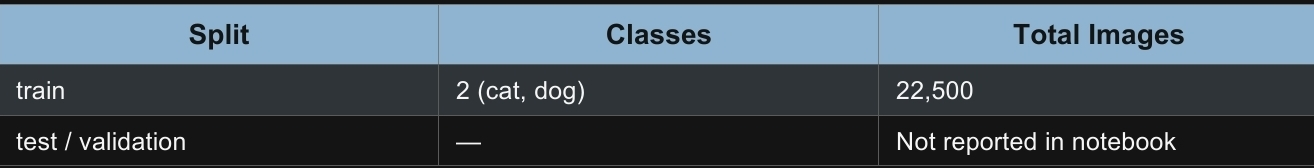 Split Classes Total Images
train 2 (cat, dog) 22,500
test / validation — Not reported in notebook